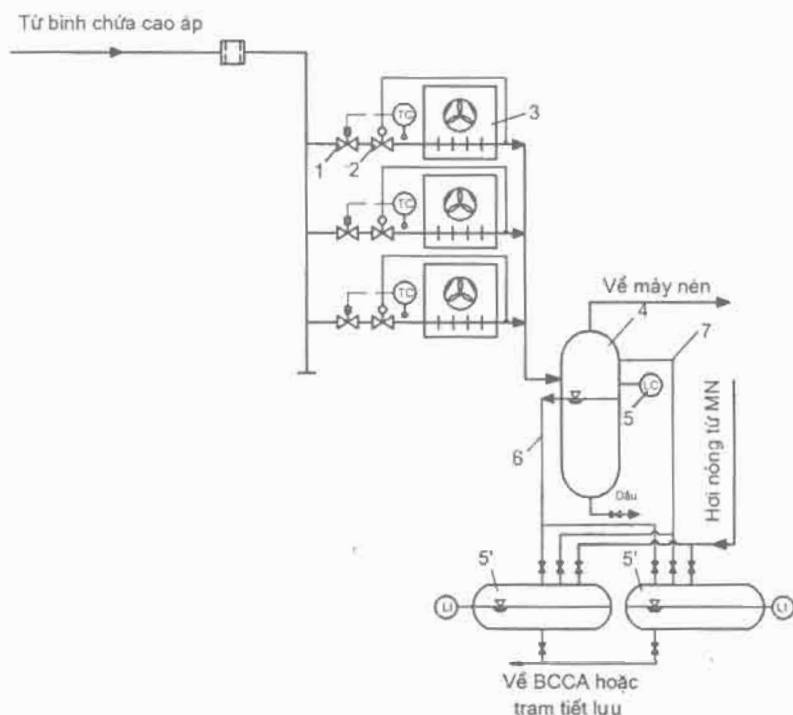 Từ bình chứa cao áp
TC
3
1
2
TC
TC
Về máy nén
4
7
LC
5
Hơi nóng từ MN
6
Dầu
5'
5'
LI
LI
Về BCCA hoặc
trạm tiết lưu